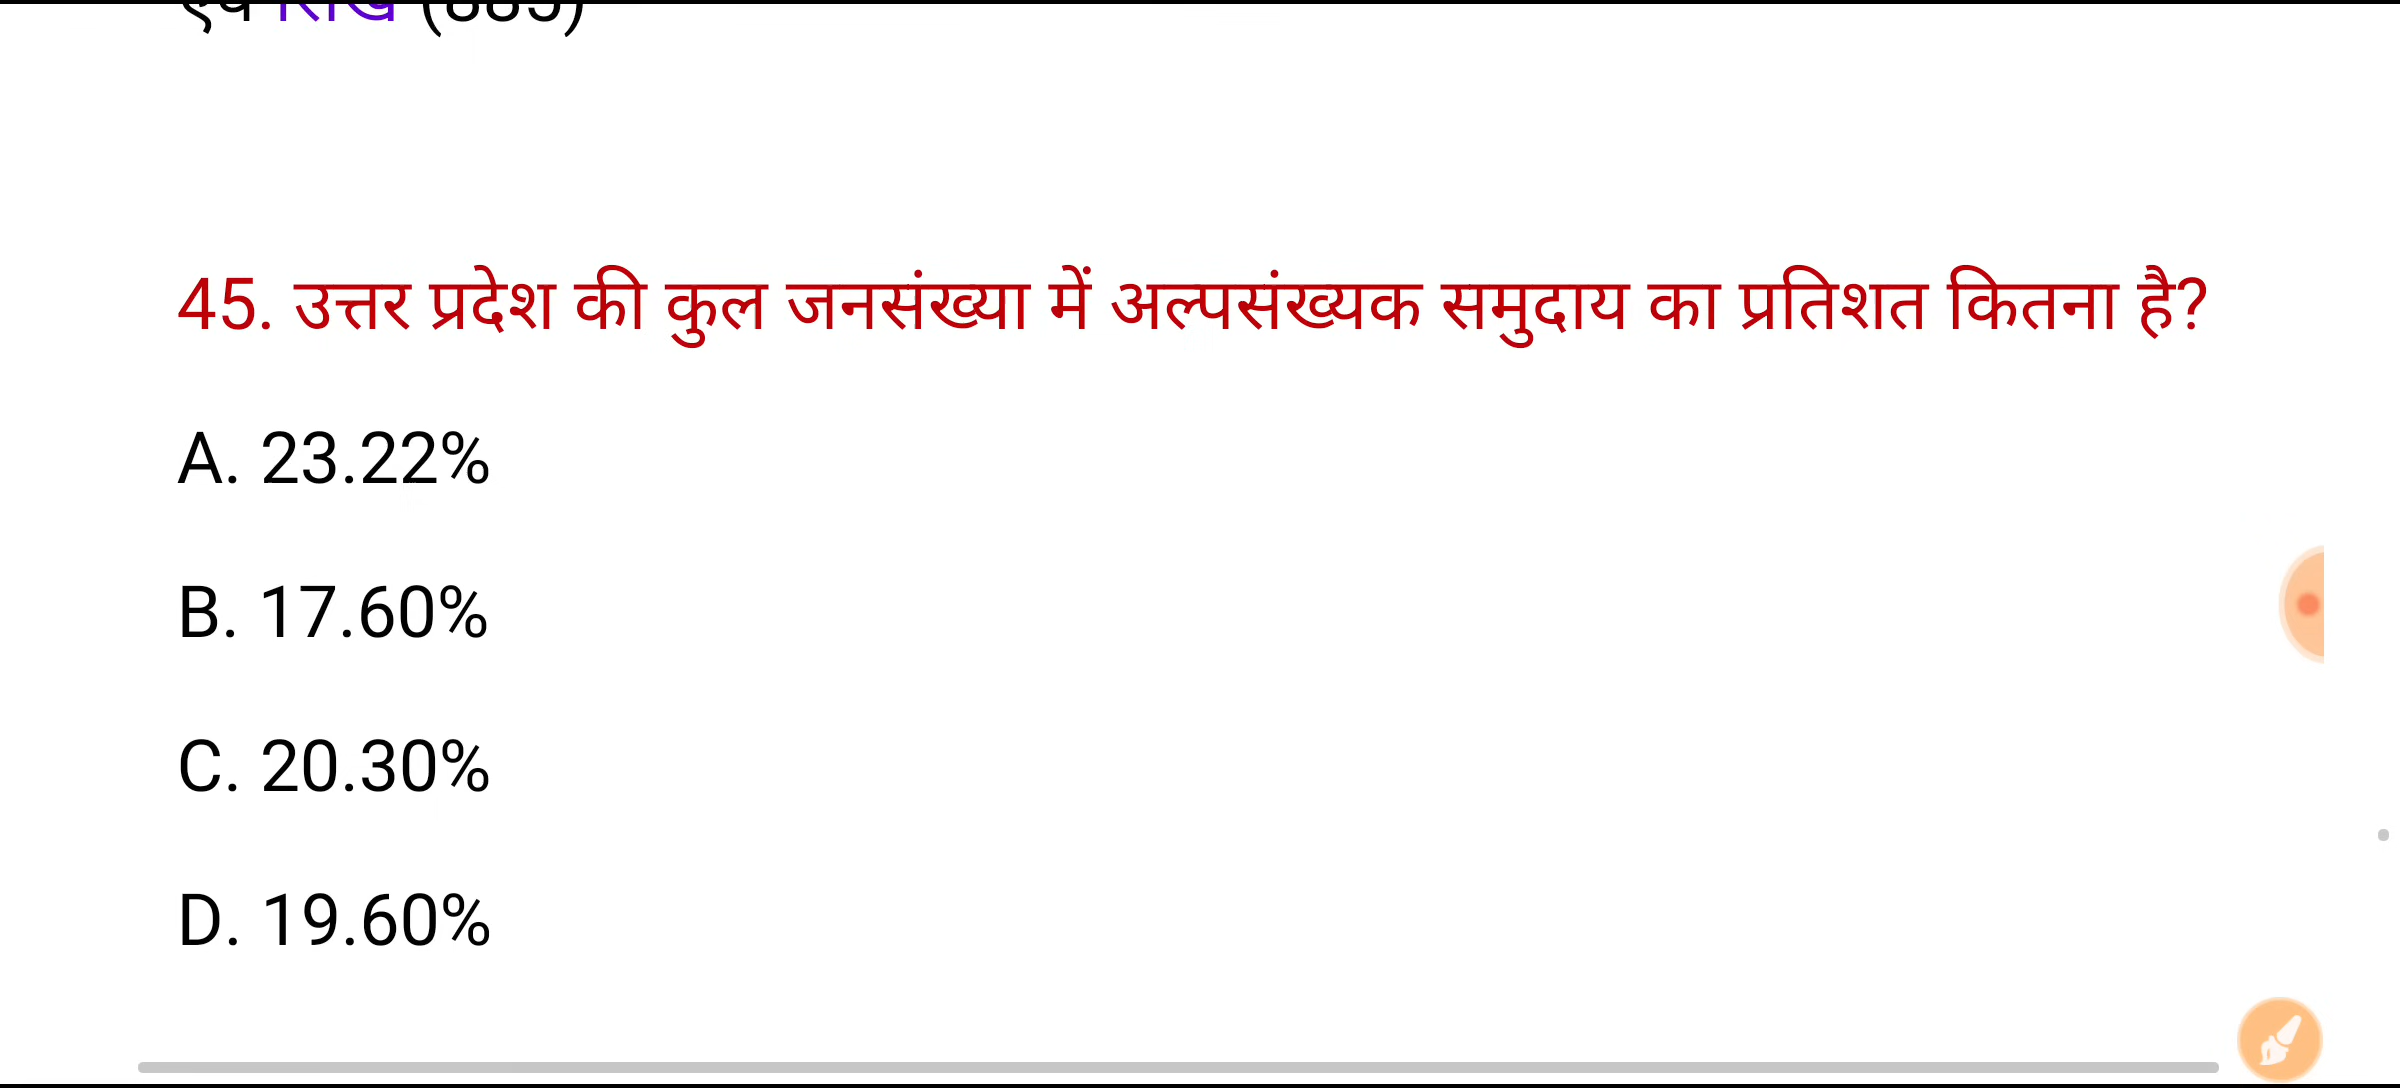 45. उत्तर प्रदेश की कुल जनसंख्या में अल्पसंख्यक समुदाय का प्रतिशत कितना है?
A. 23.22%
B. 17.60%
C. 20.30%
D. 19.60%